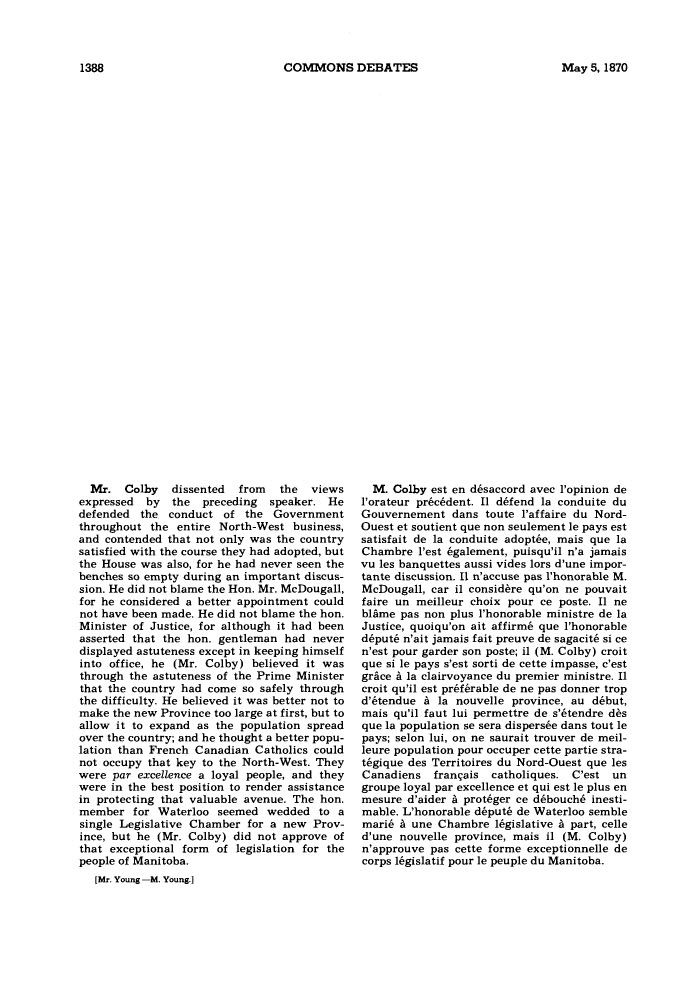 1388
COMMONS DEBATES
May 5, 1870
Mr. Colby dissented from the views
expressed by the preceding speaker. He
defended the conduct of the Government
throughout the entire North-West business,
and contended that not only was the country
satisfied with the course they had adopted, but
the House was also, for he had never seen the
benches so empty during an important discus-
sion. He did not blame the Hon. Mr. McDougall,
for he considered a better appointment could
not have been made. He did not blame the hon.
Minister of Justice, for although it had been
asserted that the hon. gentleman had never
displayed astuteness except in keeping himself
into office, he (Mr. Colby) believed it was
through the astuteness of the Prime Minister
that the country had come so safely through
the difficulty. He believed it was better not to
make the new Province too large at first, but to
allow it to expand as the population spread
over the country; and he thought a better popu-
lation than French Canadian Catholics could
not occupy that key to the North-West. They
were par excellence a loyal people, and they
were in the best position to render assistance
in protecting that valuable avenue. The hon.
member for Waterloo seemed wedded to a
single Legislative Chamber for a new Prov-
ince, but he (Mr. Colby) did not approve of
that exceptional form of legislation for the
people of Manitoba.
[Mr. Young—M. Young.]
M. Colby est en désaccord avec l'opinion de
l'orateur précédent. Il défend la conduite du
Gouvernement dans toute l'affaire du Nord-
Ouest et soutient que non seulement le pays est
satisfait de la conduite adoptée, mais que la
Chambre l'est également, puisqu'il n'a jamais
vu les banquettes aussi vides lors d'une impor-
tante discussion. Il n'accuse pas l'honorable M.
McDougall, car il considère qu'on ne pouvait
faire un meilleur choix pour ce poste. Il ne
blâme pas non plus l'honorable ministre de la
Justice, quoiqu'on ait affirmé que l'honorable
député n'ait jamais fait preuve de sagacité si ce
n'est pour garder son poste; il (M. Colby) croit
que si le pays s'est sorti de cette impasse, c'est
grâce à la clairvoyance du premier ministre. Il
croit qu'il est préférable de ne pas donner trop
d'étendue à la nouvelle province, au début,
mais qu'il faut lui permettre de s'étendre dès
que la population se sera dispersée dans tout le
pays; selon lui, on ne saurait trouver de meil-
leure population pour occuper cette partie stra-
tégique des Territoires du Nord-Ouest que les
Canadiens français catholiques. C'est un
groupe loyal par excellence et qui est le plus en
mesure d'aider à protéger ce débouché inesti-
mable. L'honorable député de Waterloo semble
marié à une Chambre législative à part, celle
d'une nouvelle province, mais il (M. Colby)
n'approuve pas cette forme exceptionnelle de
corps législatif pour le peuple du Manitoba.